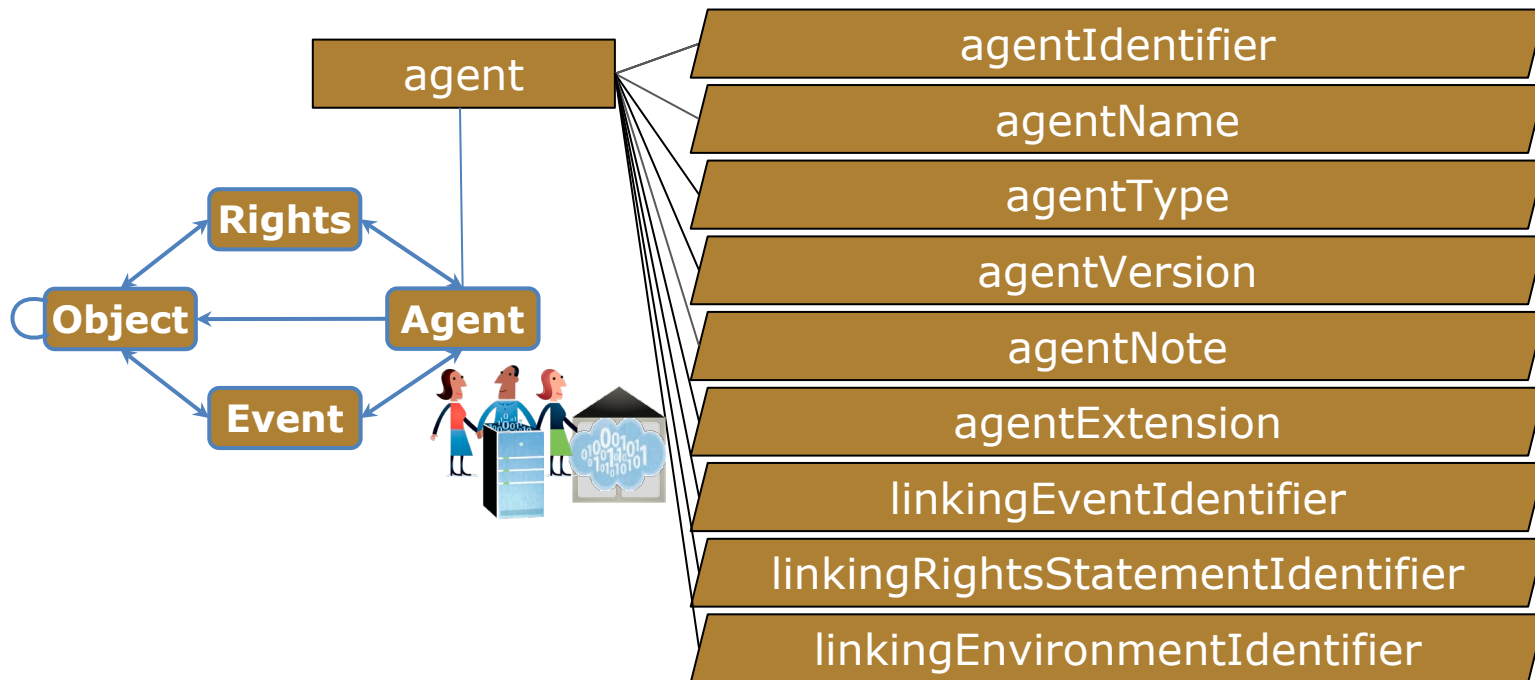 agent
agentIdentifier
agentName
agentType
agentVersion
agentNote
agentExtension
linkingEventIdentifier
linkingRightsStatementIdentifier
linkingEnvironmentIdentifier
Rights
Object
Agent
Event